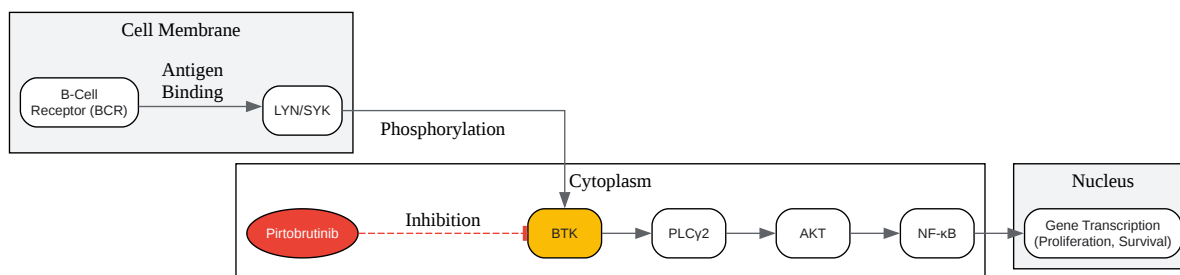 Cell Membrane
B-Cell
Receptor (BCR)
Antigen
Binding
LYN/SYK
Phosphorylation
Cytoplasm
Pirtobrutinib
Inhibition
BTK
PLCγ2
AKT
NF-κB
Nucleus
Gene Transcription
(Proliferation, Survival)